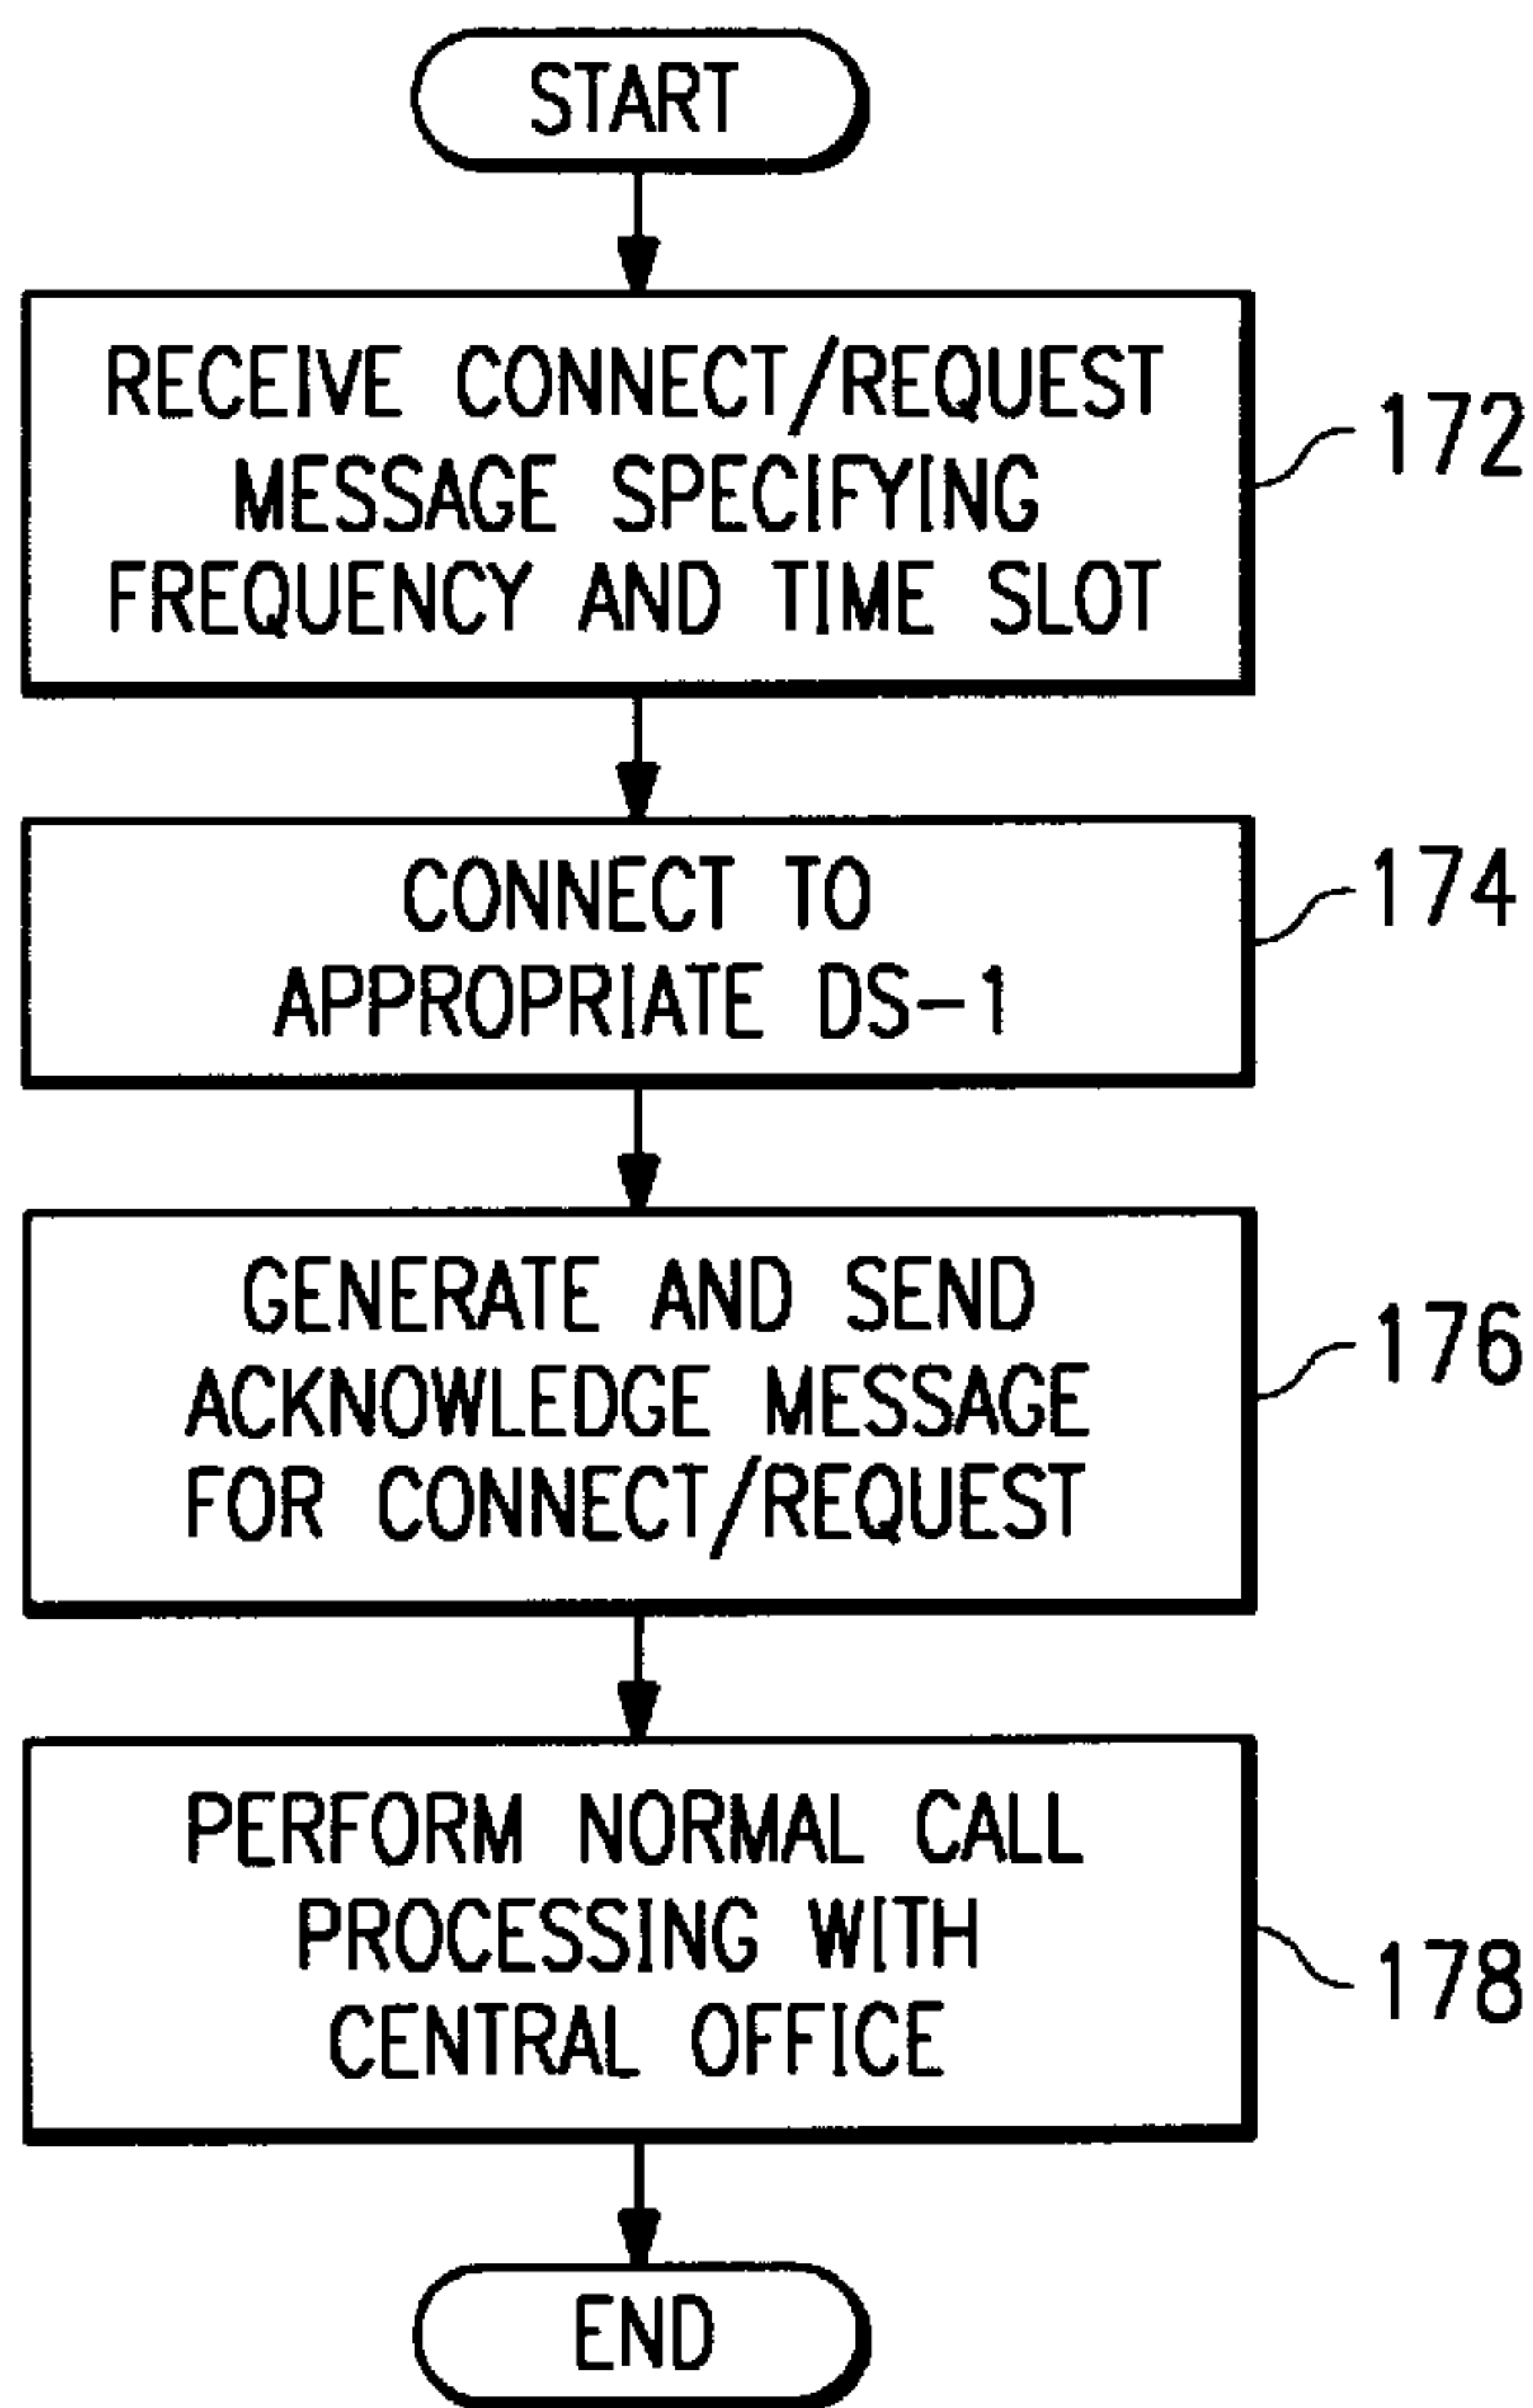 START
RECEIVE CONNECT/REQUEST
MESSAGE SPECIFYING
FREQUENCY AND TIME SLOT
172
CONNECT TO
APPROPRIATE DS-1
174
GENERATE AND SEND
ACKNOWLEDGE MESSAGE
FOR CONNECT/REQUEST
176
PERFORM NORMAL CALL
PROCESSING WITH
CENTRAL OFFICE
178
END